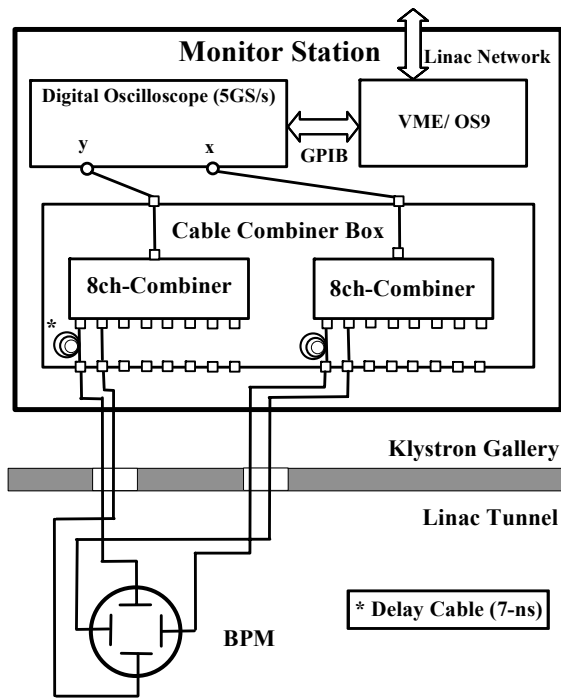 Monitor Station
Linac Network
Digital Oscilloscope (5GS/s)
VME/ OS9
y
x
GPIB
Cable Combiner Box
8ch-Combiner
8ch-Combiner
*
Klystron Gallery
Linac Tunnel
* Delay Cable (7-ns)
BPM